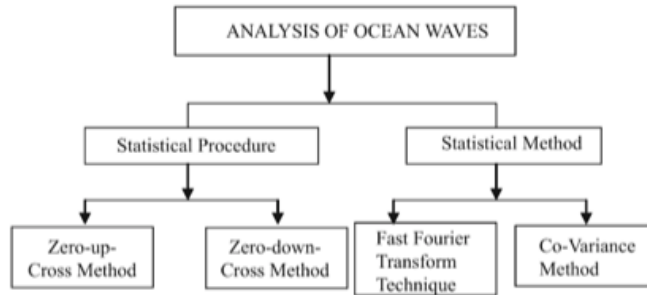 ANALYSIS OF OCEAN WAVES
Statistical Procedure
Statistical Method
Zero-up-
Cross Method
Zero-down-
Cross Method
Fast Fourier
Transform
Technique
Co-Variance
Method